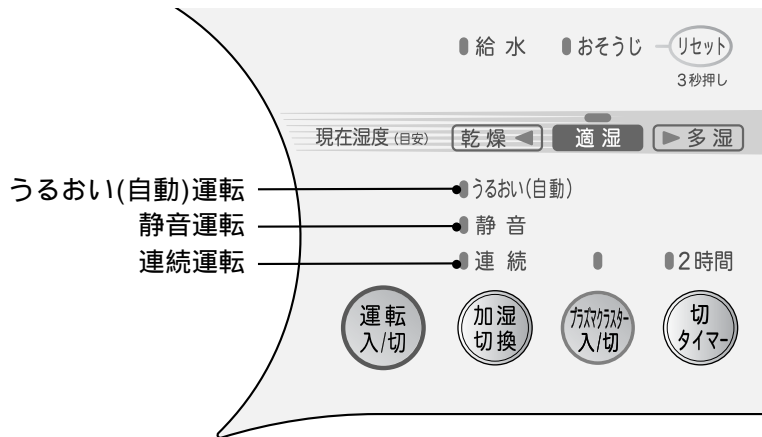 給水 おそうじ リセット
3秒押し
現在湿度(目安) 乾燥◀ 適湿 ▶多湿
うるおい(自動)運転 うるおい(自動)
静音運転 静音
連続運転 連続 2時間
運転 入/切
加湿 切換
プラズマクラスター 入/切
切 タイマー